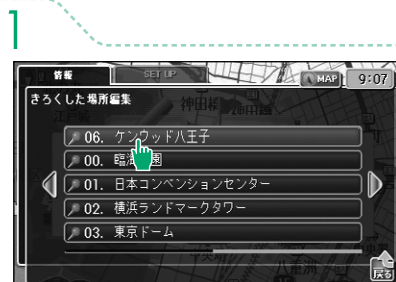 1
情報 SET UP MAP 9:07
きろくした場所編集
06. ケンウッド八王子
00. 臨海公園
01. 日本コンベンションセンター
02. 横浜ランドマークタワー
03. 東京ドーム
戻る